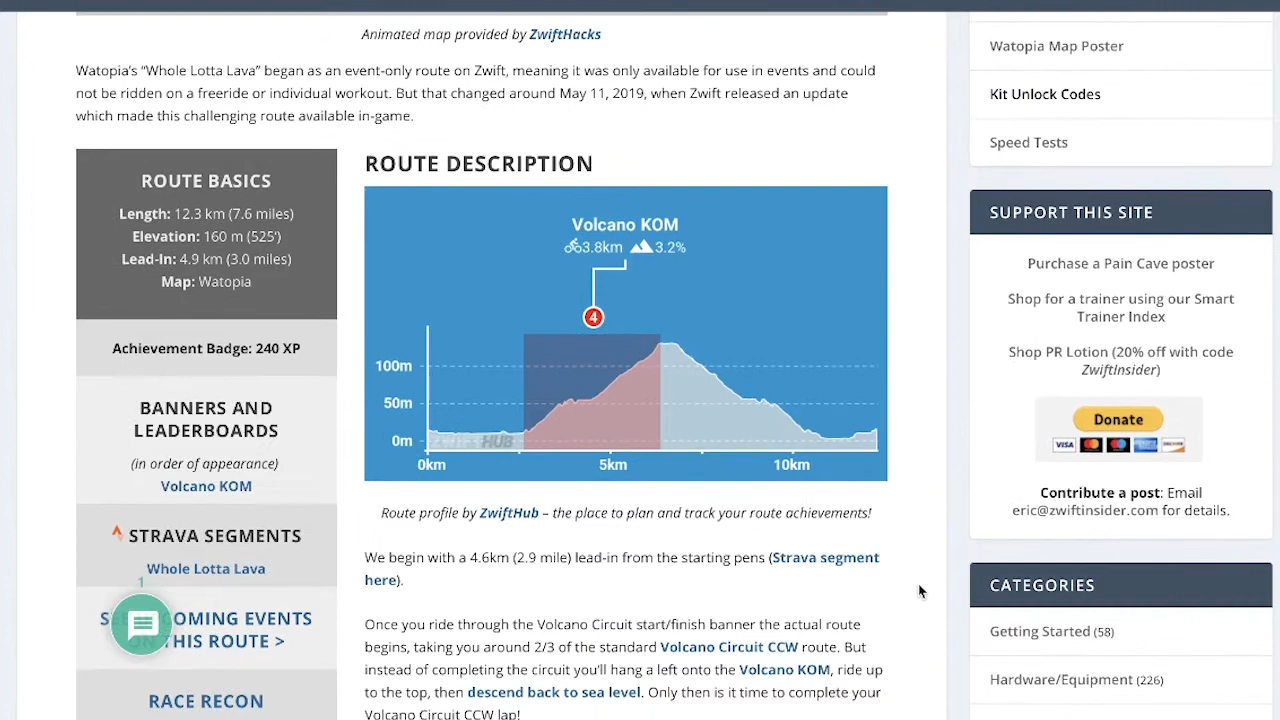 Animated map provided by ZwiftHacks
Watopia’s “Whole Lotta Lava” began as an event-only route on Zwift, meaning it was only available for use in events and could
not be ridden on a freeride or individual workout. But that changed around May 11, 2019, when Zwift released an update
which made this challenging route available in-game.
ROUTE BASICS
Length: 12.3 km (7.6 miles)
Elevation: 160 m (525')
Lead-In: 4.9 km (3.0 miles)
Map: Watopia
Achievement Badge: 240 XP
BANNERS AND
LEADERBOARDS
(in order of appearance)
Volcano KOM
STRAVA SEGMENTS
Whole Lotta Lava
1
COMING EVENTS
THIS ROUTE >
RACE RECON
ROUTE DESCRIPTION
Volcano KOM
3.8km 3.2%
4
100m
50m
0m
HUB
0km 5km 10km
Route profile by ZwiftHub – the place to plan and track your route achievements!
We begin with a 4.6km (2.9 mile) lead-in from the starting pens (Strava segment
here).
Once you ride through the Volcano Circuit start/finish banner the actual route
begins, taking you around 2/3 of the standard Volcano Circuit CCW route. But
instead of completing the circuit you’ll hang a left onto the Volcano KOM, ride up
to the top, then descend back to sea level. Only then is it time to complete your
Volcano Circuit CCW lap!
Watopia Map Poster
Kit Unlock Codes
Speed Tests
SUPPORT THIS SITE
Purchase a Pain Cave poster
Shop for a trainer using our Smart
Trainer Index
Shop PR Lotion (20% off with code
ZwiftInsider)
Donate
VISA
Contribute a post: Email
eric@zwiftinsider.com for details.
CATEGORIES
Getting Started (58)
Hardware/Equipment (226)